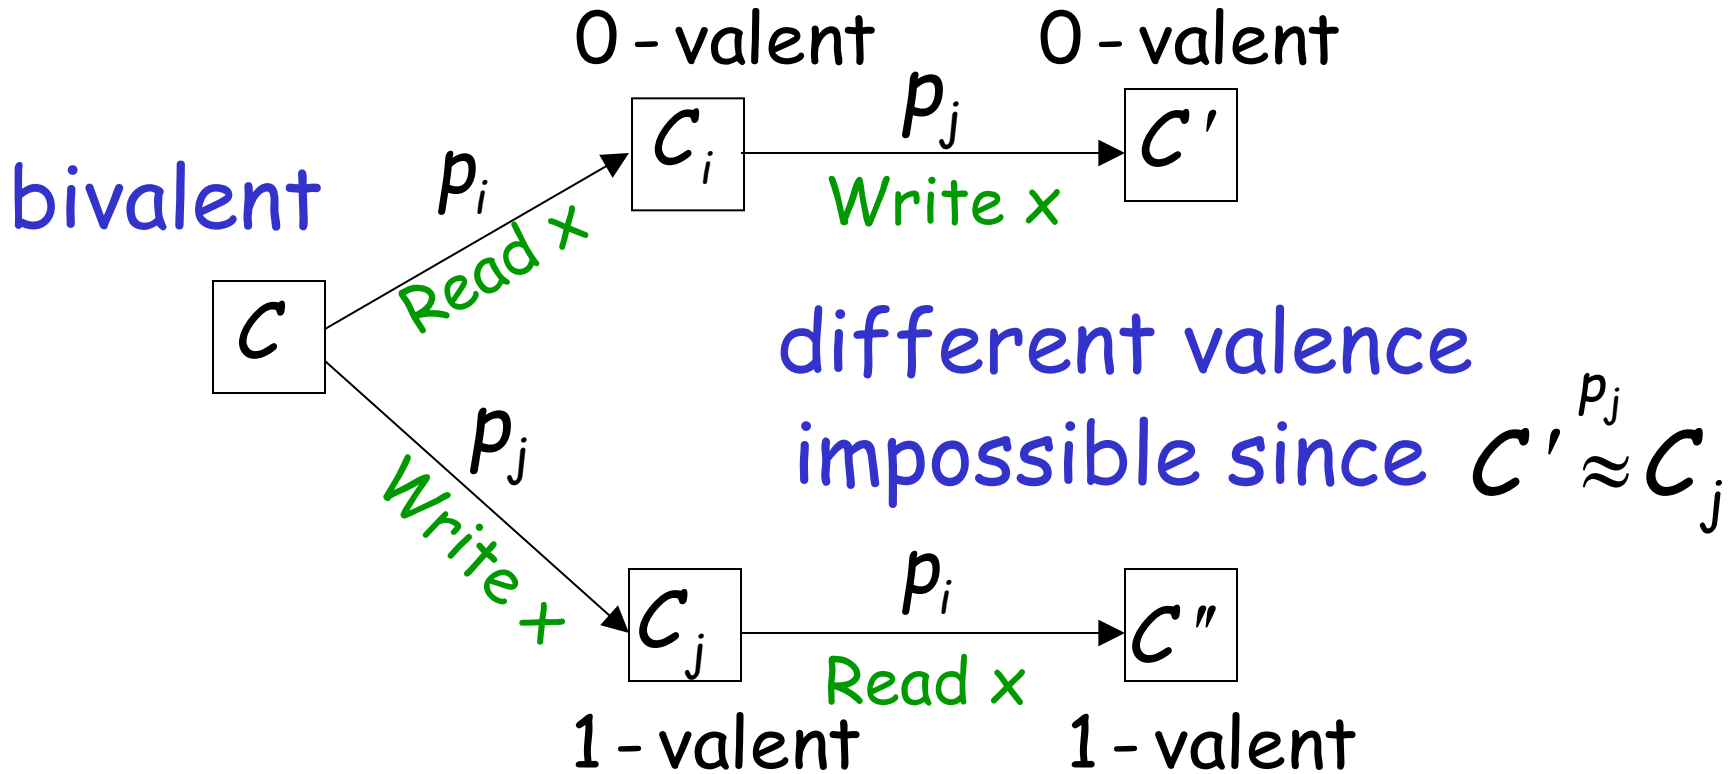 0 - valent 0 - valent
C_i p_j C'
bivalent p_i Write x
Read x
C
different valence
p_j impossible since C' ≈^{p_j} C_j
Write x
p_i
C_j C''
Read x
1 - valent 1 - valent